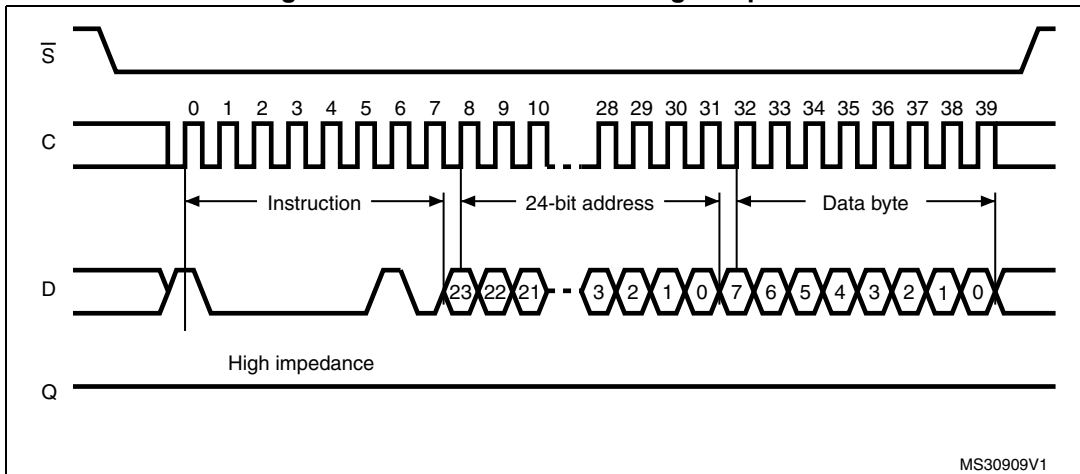 S
0 1 2 3 4 5 6 7 8 9 10 28 29 30 31 32 33 34 35 36 37 38 39
C
Instruction 24-bit address Data byte
D 23 22 21 3 2 1 0 7 6 5 4 3 2 1 0
High impedance
Q
MS30909V1